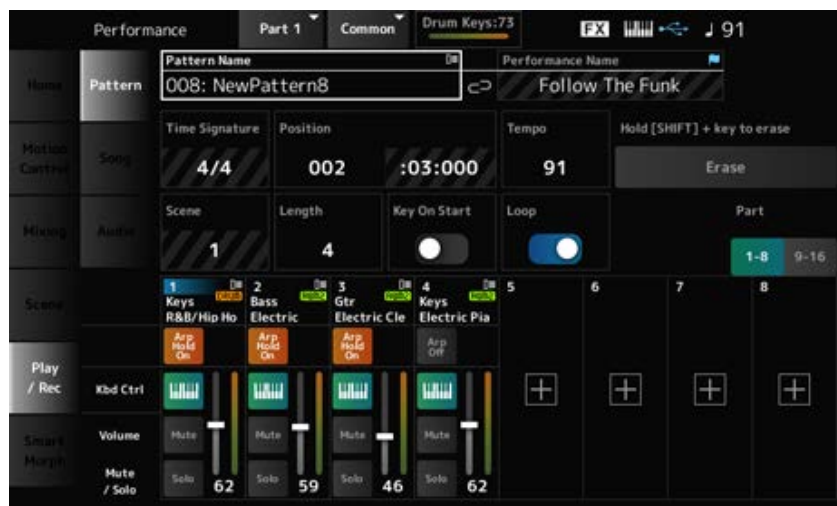 Performance Part 1 Common Drum Keys:73 FX 91
Pattern Name Performance Name
Home Pattern 008: NewPattern8 Follow The Funk
Time Signature Position Tempo Hold [SHIFT] + key to erase
Motion Control Song 4/4 002 :03:000 91 Erase
Scene Length Key On Start Loop Part
Mixing Audio 1 4 1-8 9-16
1 2 3 4 5 6 7 8
Scene Keys Drum Bass Gtr Keys
R&B/Hip Ho Electric Electric Cle Electric Pia
Arp Hold On Arp Hold On Arp Hold On Arp Off
Play / Rec Kbd Ctrl
Smart Morph Volume Mute Mute Mute Mute
Mute / Solo Solo 62 Solo 59 Solo 46 Solo 62